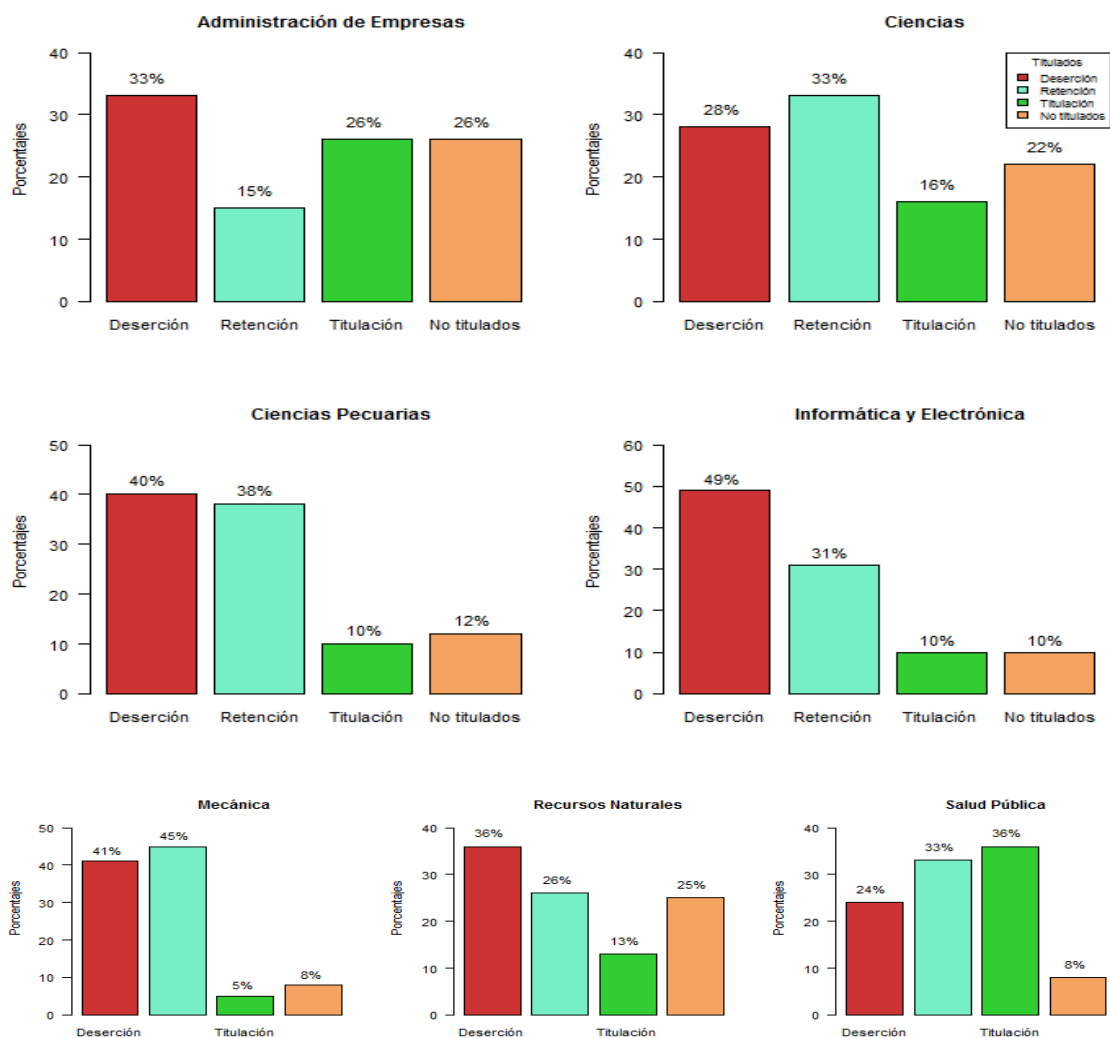 Administración de Empresas
Porcentajes
40
30
20
10
0
33%
15%
26%
26%
Deserción Retención Titulación No titulados
Ciencias
Porcentajes
40
30
20
10
0
28%
33%
16%
22%
Titulados
Deserción
Retención
Titulación
No titulados
Deserción Retención Titulación No titulados
Ciencias Pecuarias
Porcentajes
50
40
30
20
10
0
40%
38%
10%
12%
Deserción Retención Titulación No titulados
Informática y Electrónica
Porcentajes
60
50
40
30
20
10
0
49%
31%
10%
10%
Deserción Retención Titulación No titulados
Mecánica
Porcentajes
50
40
30
20
10
0
41%
45%
5%
8%
Deserción Titulación
Recursos Naturales
Porcentajes
40
30
20
10
0
36%
26%
13%
25%
Deserción Titulación
Salud Pública
Porcentajes
40
30
20
10
0
24%
33%
36%
8%
Deserción Titulación